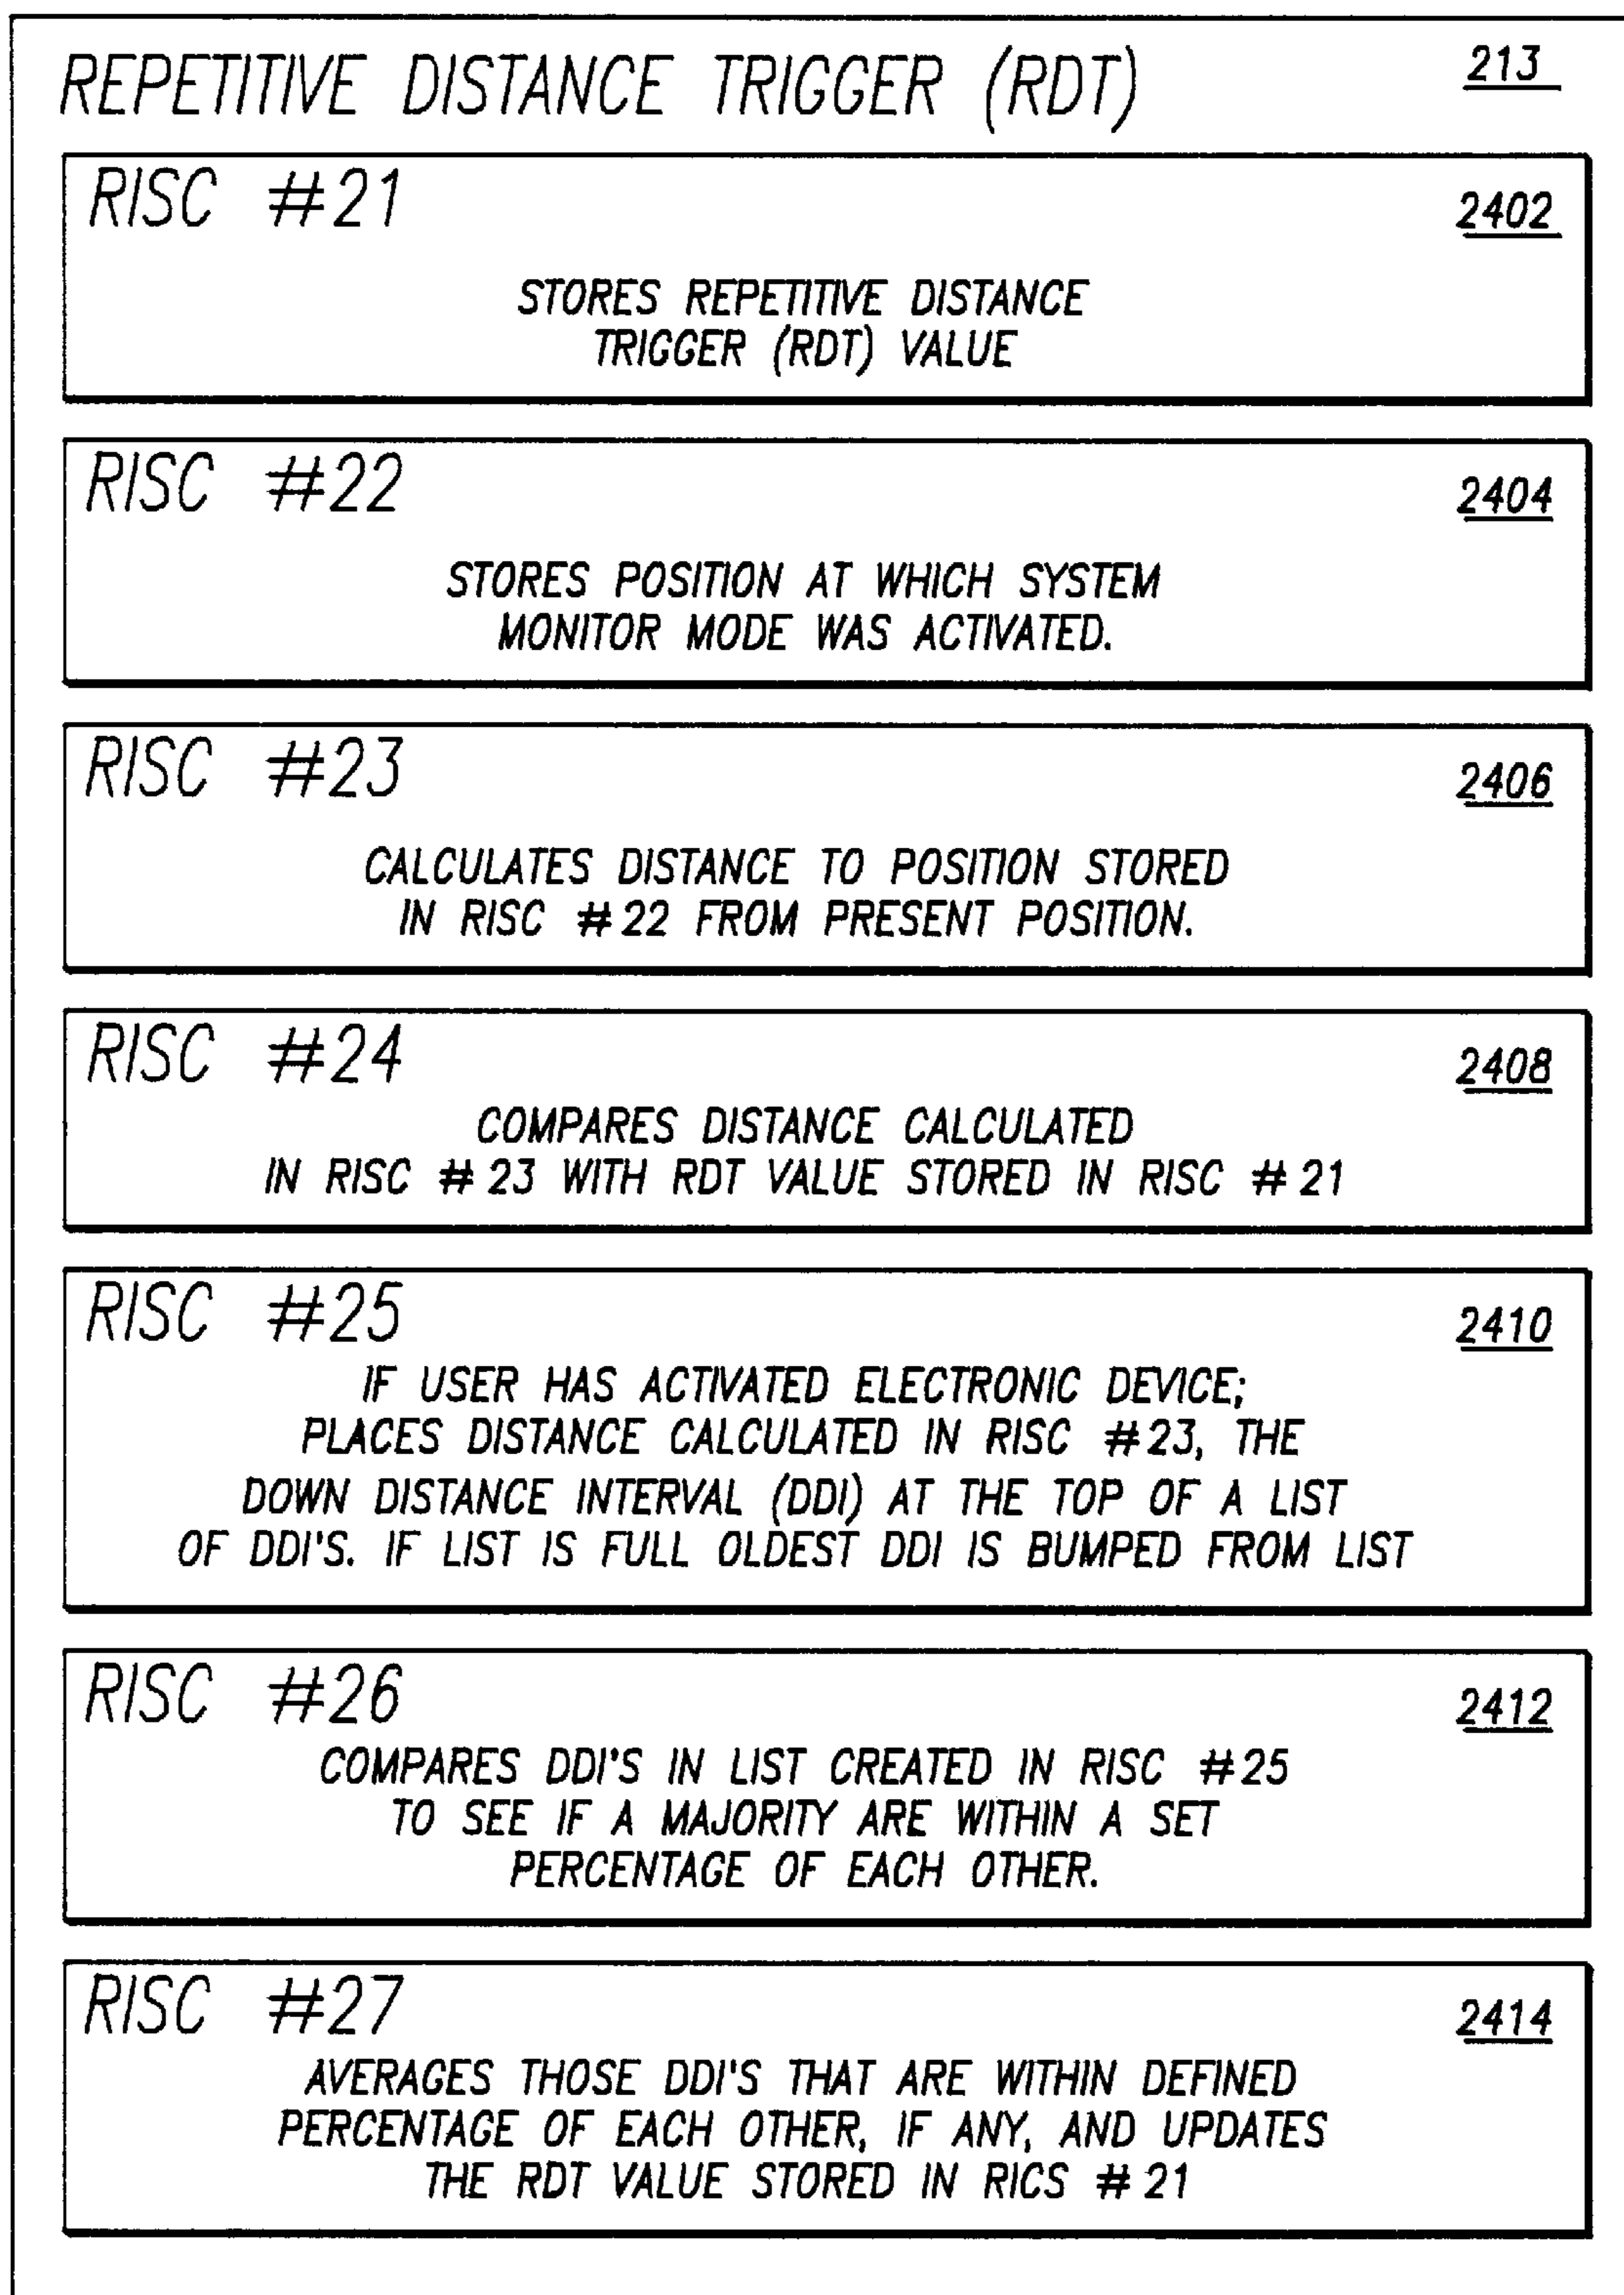 REPETITIVE DISTANCE TRIGGER (RDT) 213
RISC #21 2402
STORES REPETITIVE DISTANCE
TRIGGER (RDT) VALUE
RISC #22 2404
STORES POSITION AT WHICH SYSTEM
MONITOR MODE WAS ACTIVATED.
RISC #23 2406
CALCULATES DISTANCE TO POSITION STORED
IN RISC #22 FROM PRESENT POSITION.
RISC #24 2408
COMPARES DISTANCE CALCULATED
IN RISC #23 WITH RDT VALUE STORED IN RISC #21
RISC #25 2410
IF USER HAS ACTIVATED ELECTRONIC DEVICE;
PLACES DISTANCE CALCULATED IN RISC #23, THE
DOWN DISTANCE INTERVAL (DDI) AT THE TOP OF A LIST
OF DDI'S. IF LIST IS FULL OLDEST DDI IS BUMPED FROM LIST
RISC #26 2412
COMPARES DDI'S IN LIST CREATED IN RISC #25
TO SEE IF A MAJORITY ARE WITHIN A SET
PERCENTAGE OF EACH OTHER.
RISC #27 2414
AVERAGES THOSE DDI'S THAT ARE WITHIN DEFINED
PERCENTAGE OF EACH OTHER, IF ANY, AND UPDATES
THE RDT VALUE STORED IN RICS #21